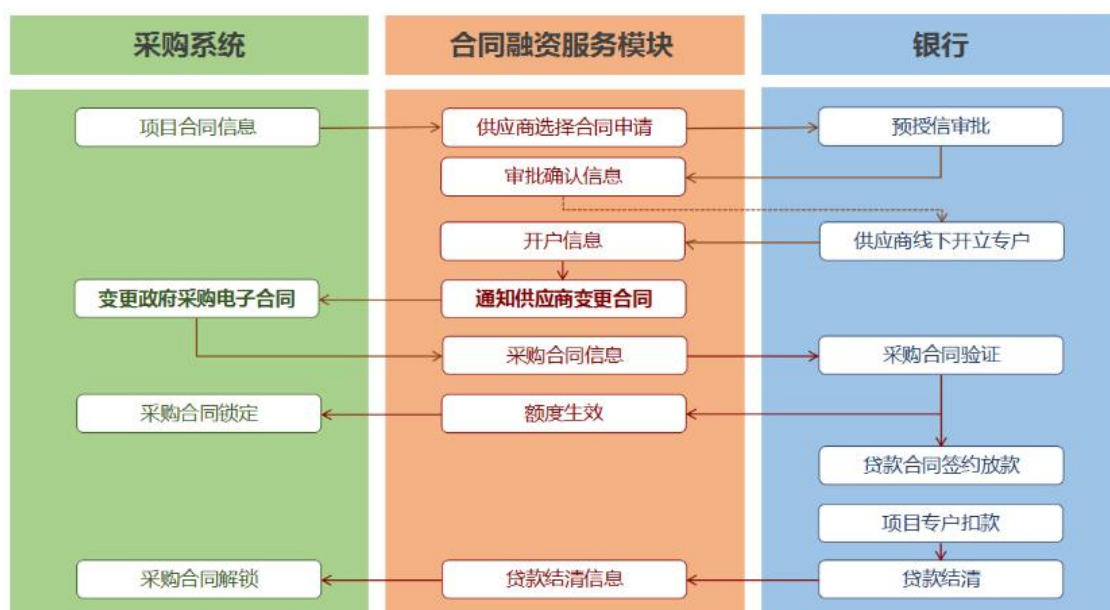 采购系统
合同融资服务模块
银行
项目合同信息
供应商选择合同申请
预授信审批
审批确认信息
开户信息
供应商线下开立专户
变更政府采购电子合同
通知供应商变更合同
采购合同信息
采购合同验证
采购合同锁定
额度生效
贷款合同签约放款
项目专户扣款
采购合同解锁
贷款结清信息
贷款结清